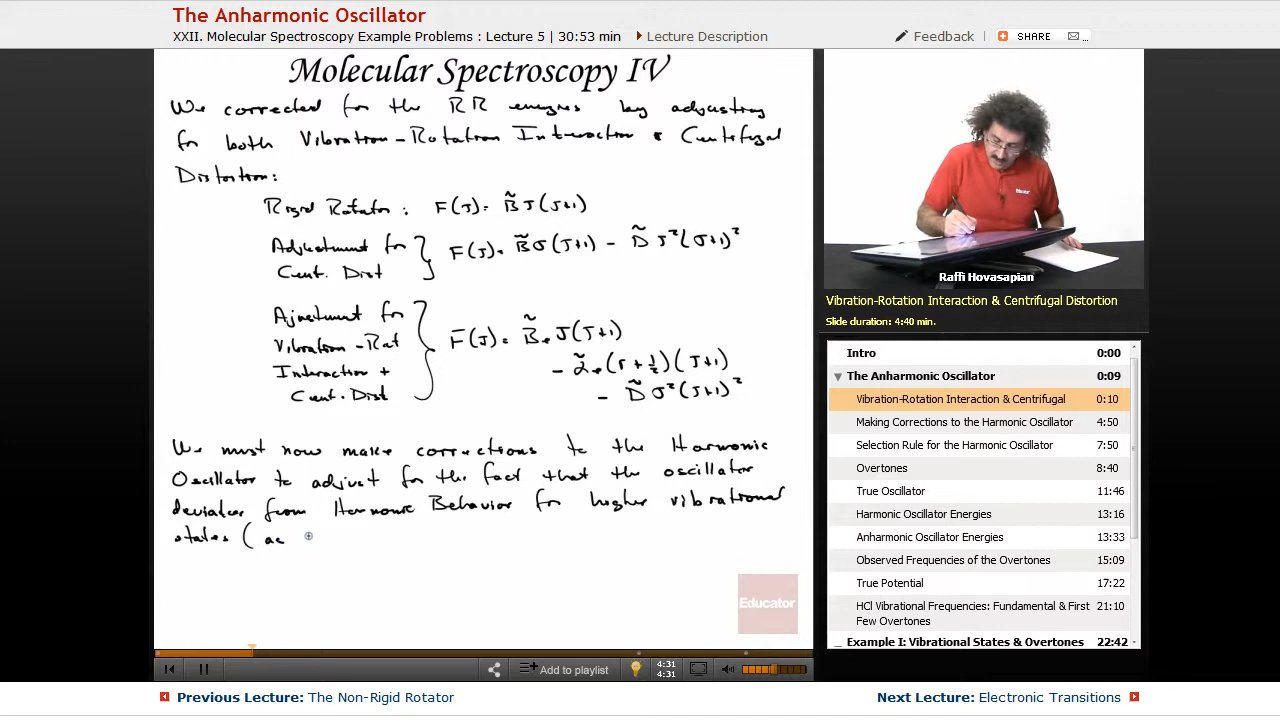 The Anharmonic Oscillator
XXII. Molecular Spectroscopy Example Problems : Lecture 5 | 30:53 min
Lecture Description
Feedback
SHARE
Molecular Spectroscopy IV
We corrected for the RR energies by adjusting
for both Vibration-Rotation Interaction & Centrifugal
Distortion:
Rigid Rotator: F(J) = B̃J(J+1)
Adjustment for
Cent. Dist
F(J) = B̃J(J+1) - D̃J²(J+1)²
Ajustment for
Vibration-Rot
Interaction +
Cent. Dist
F(J) = B̃e J(J+1)
- α̃e(r+½)(J+1)
- D̃J²(J+1)²
We must now make corrections to the Harmonic
Oscillator to adjust for the fact that the oscillator
deviates from Harmonic Behavior for higher vibrational
states ( ac
Educator
Raffi Hovasapian
Vibration-Rotation Interaction & Centrifugal Distortion
Slide duration: 4:40 min.
Intro 0:00
The Anharmonic Oscillator 0:09
Vibration-Rotation Interaction & Centrifugal 0:10
Making Corrections to the Harmonic Oscillator 4:50
Selection Rule for the Harmonic Oscillator 7:50
Overtones 8:40
True Oscillator 11:46
Harmonic Oscillator Energies 13:16
Anharmonic Oscillator Energies 13:33
Observed Frequencies of the Overtones 15:09
True Potential 17:22
HCl Vibrational Frequencies: Fundamental & First
Few Overtones 21:10
Example I: Vibrational States & Overtones 22:42
Add to playlist
4:31
4:31
Previous Lecture: The Non-Rigid Rotator
Next Lecture: Electronic Transitions